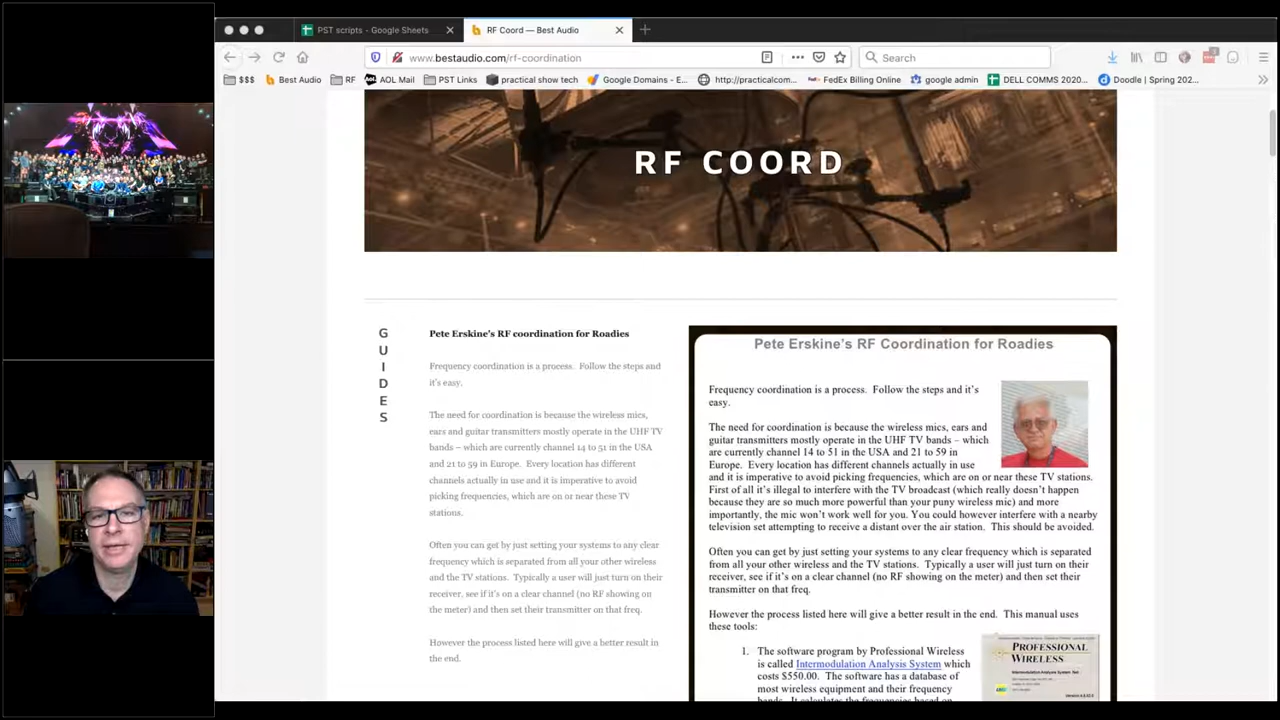 PST scripts - Google Sheets
RF Coord — Best Audio
www.bestaudio.com/rf-coordination
Search
$$$
Best Audio
RF
AOL Mail
PST Links
practical show tech
Google Domains - E...
http://practicalcom...
FedEx Billing Online
google admin
DELL COMMS 2020...
Doodle | Spring 202...
RF COORD
GUIDES
Pete Erskine's RF coordination for Roadies
Frequency coordination is a process. Follow the steps and
it's easy.
The need for coordination is because the wireless mics,
ears and guitar transmitters mostly operate in the UHF TV
bands – which are currently channel 14 to 51 in the USA
and 21 to 59 in Europe. Every location has different
channels actually in use and it is imperative to avoid
picking frequencies, which are on or near these TV
stations.
Often you can get by just setting your systems to any clear
frequency which is separated from all your other wireless
and the TV stations. Typically a user will just turn on their
receiver, see if it's on a clear channel (no RF showing on
the meter) and then set their transmitter on that freq.
However the process listed here will give a better result in
the end.
Pete Erskine's RF Coordination for Roadies
Frequency coordination is a process. Follow the steps and it's
easy.
The need for coordination is because the wireless mics, ears and
guitar transmitters mostly operate in the UHF TV bands – which
are currently channel 14 to 51 in the USA and 21 to 59 in
Europe. Every location has different channels actually in use
and it is imperative to avoid picking frequencies, which are on or near these TV stations.
First of all it's illegal to interfere with the TV broadcast (which really doesn't happen
because they are so much more powerful than your puny wireless mic) and more
importantly, the mic won't work well for you. You could however interfere with a nearby
television set attempting to receive a distant over the air station. This should be avoided.
Often you can get by just setting your systems to any clear frequency which is separated
from all your other wireless and the TV stations. Typically a user will just turn on their
receiver, see if it's on a clear channel (no RF showing on the meter) and then set their
transmitter on that freq.
However the process listed here will give a better result in the end. This manual uses
these tools:
1. The software program by Professional Wireless
is called Intermodulation Analysis System which
costs $550.00. The software has a database of
most wireless equipment and their frequency
bands. It calculates the frequencies based on
PROFESSIONAL
WIRELESS